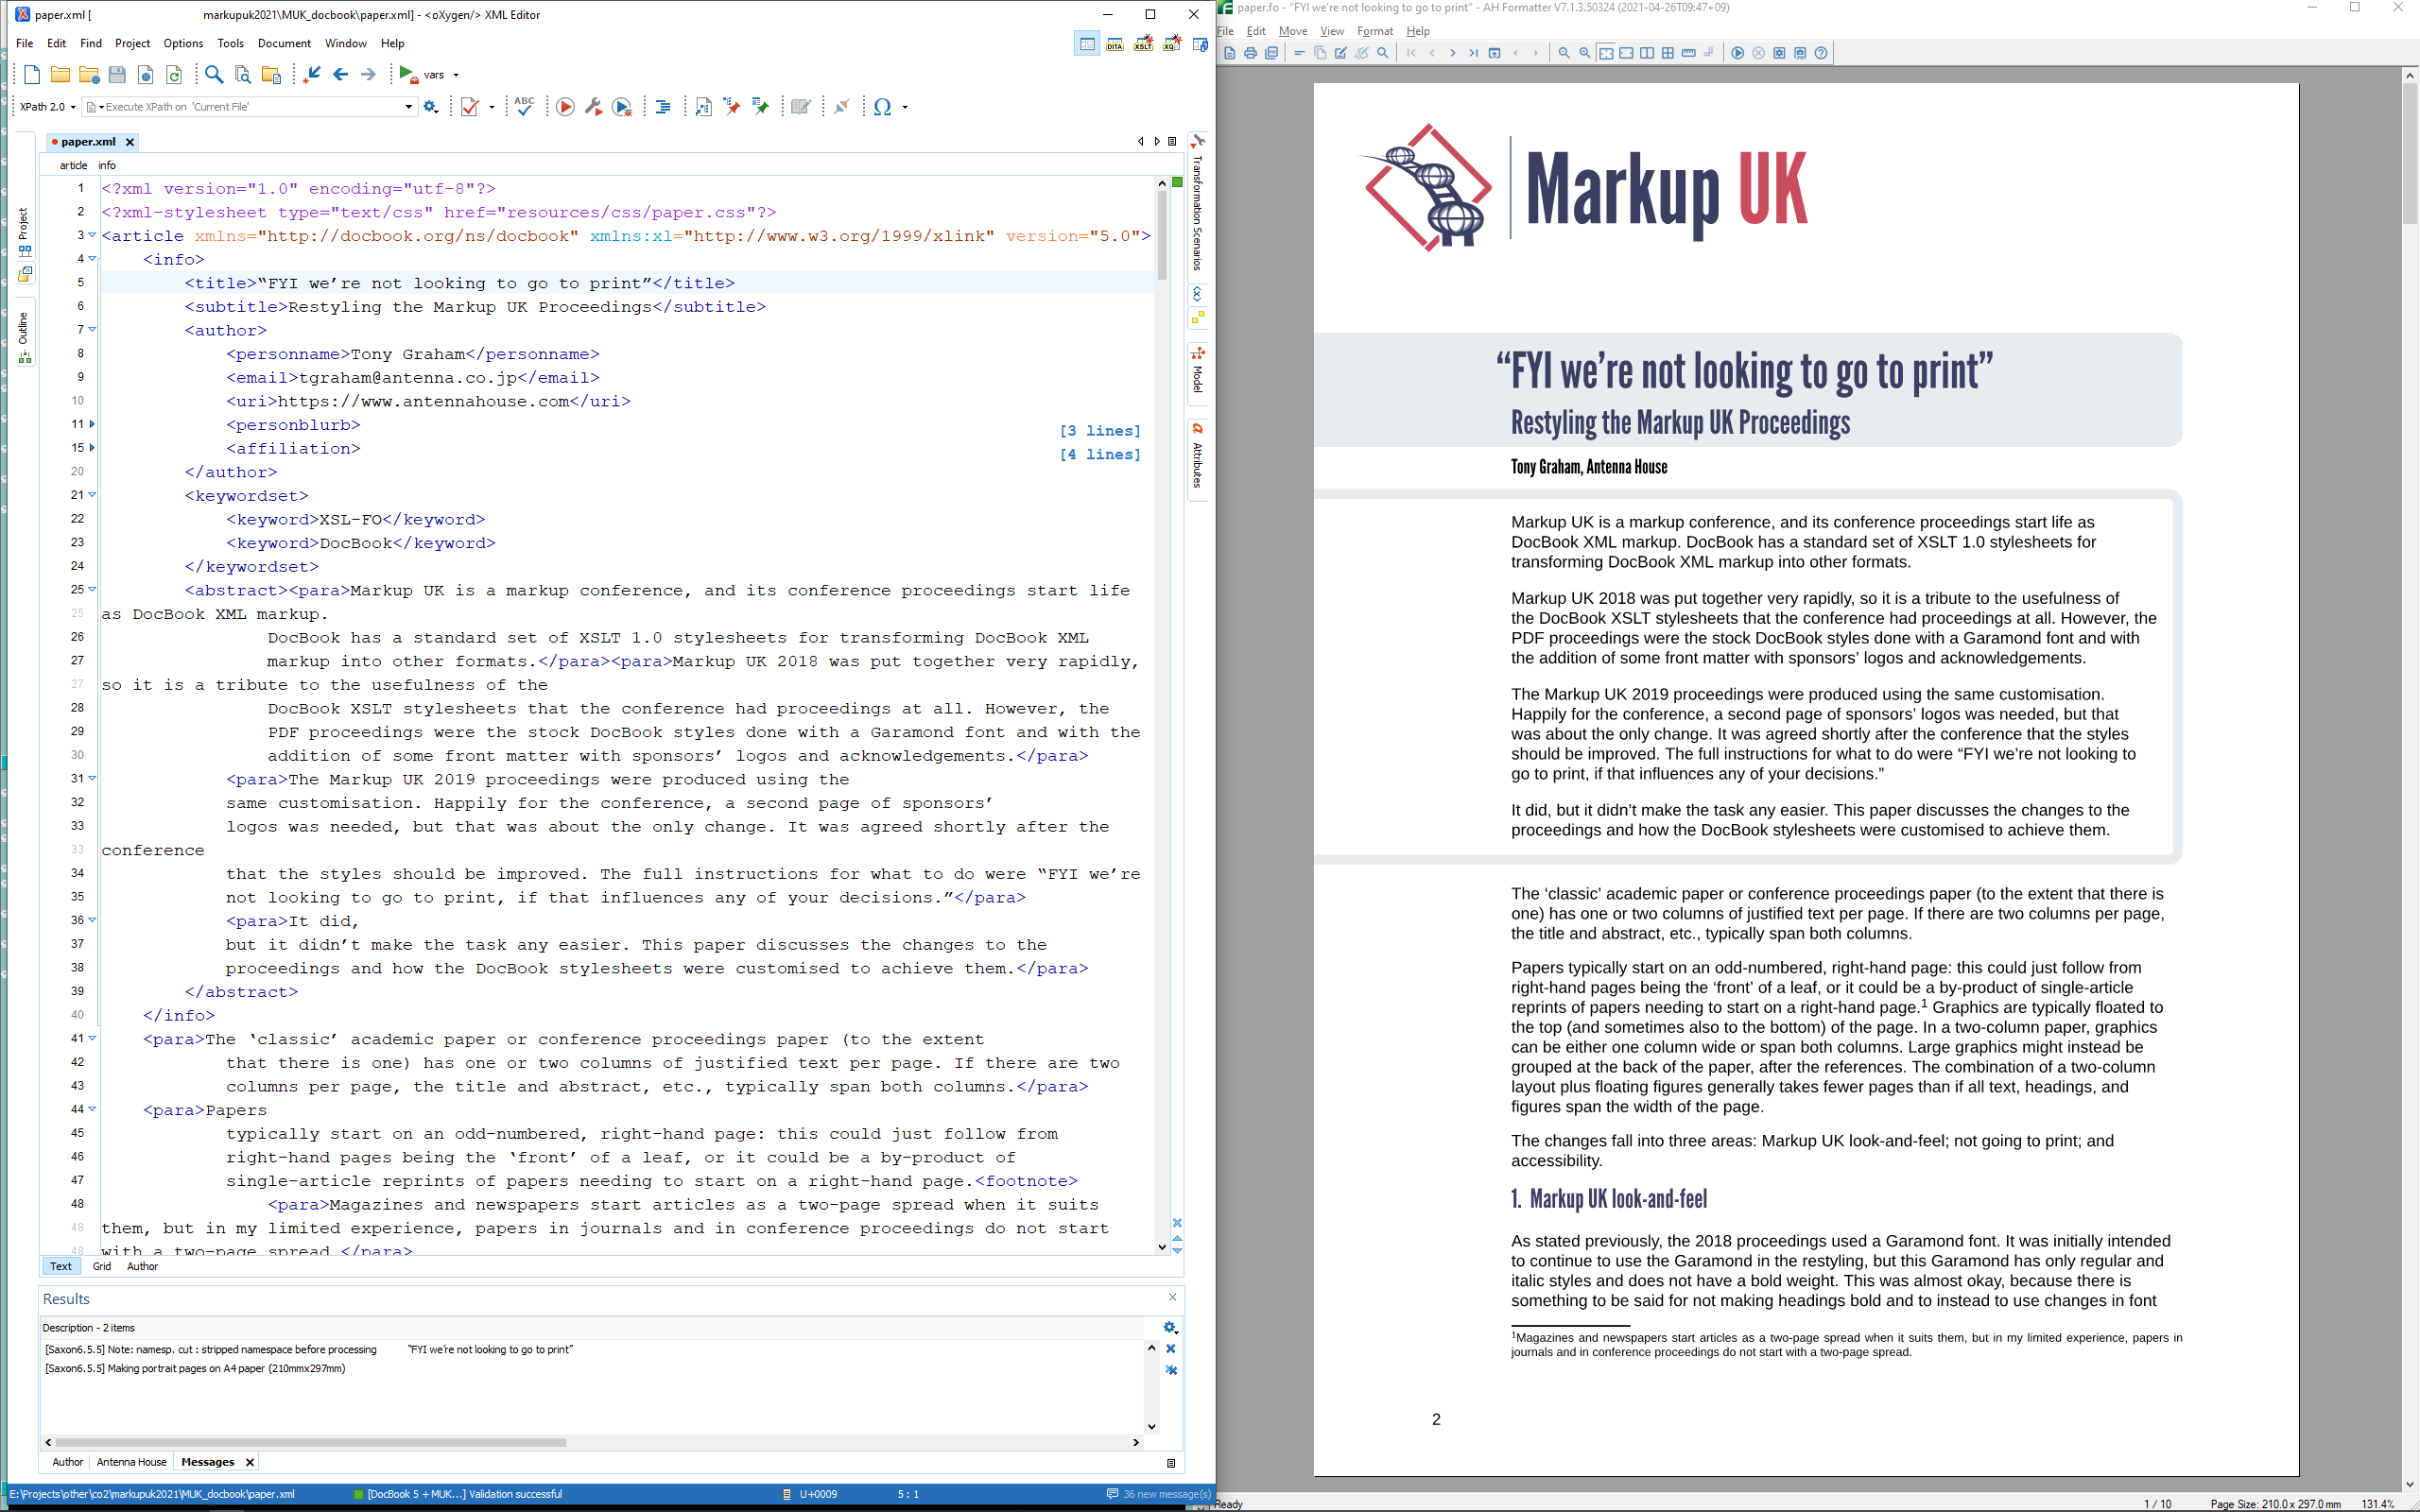 paper.xml [ markupuk2021\MUK_docbook\paper.xml] - <oXygen/> XML Editor
File Edit Find Project Options Tools Document Window Help
DITA XSLT XQ
vars
XPath 2.0 Execute XPath on 'Current File'
ABC
Ω
paper.xml
article info
Project
Outline
1 <?xml version="1.0" encoding="utf-8"?>
2 <?xml-stylesheet type="text/css" href="resources/css/paper.css"?>
3 <article xmlns="http://docbook.org/ns/docbook" xmlns:xl="http://www.w3.org/1999/xlink" version="5.0">
4 <info>
5 <title>“FYI we’re not looking to go to print”</title>
6 <subtitle>Restyling the Markup UK Proceedings</subtitle>
7 <author>
8 <personname>Tony Graham</personname>
9 <email>tgraham@antenna.co.jp</email>
10 <uri>https://www.antennahouse.com</uri>
11 <personblurb> [3 lines]
15 <affiliation> [4 lines]
20 </author>
21 <keywordset>
22 <keyword>XSL-FO</keyword>
23 <keyword>DocBook</keyword>
24 </keywordset>
25 <abstract><para>Markup UK is a markup conference, and its conference proceedings start life
25 as DocBook XML markup.
26 DocBook has a standard set of XSLT 1.0 stylesheets for transforming DocBook XML
27 markup into other formats.</para><para>Markup UK 2018 was put together very rapidly,
27 so it is a tribute to the usefulness of the
28 DocBook XSLT stylesheets that the conference had proceedings at all. However, the
29 PDF proceedings were the stock DocBook styles done with a Garamond font and with the
30 addition of some front matter with sponsors’ logos and acknowledgements.</para>
31 <para>The Markup UK 2019 proceedings were produced using the
32 same customisation. Happily for the conference, a second page of sponsors’
33 logos was needed, but that was about the only change. It was agreed shortly after the
33 conference
34 that the styles should be improved. The full instructions for what to do were “FYI we’re
35 not looking to go to print, if that influences any of your decisions.”</para>
36 <para>It did,
37 but it didn’t make the task any easier. This paper discusses the changes to the
38 proceedings and how the DocBook stylesheets were customised to achieve them.</para>
39 </abstract>
40 </info>
41 <para>The ‘classic’ academic paper or conference proceedings paper (to the extent
42 that there is one) has one or two columns of justified text per page. If there are two
43 columns per page, the title and abstract, etc., typically span both columns.</para>
44 <para>Papers
45 typically start on an odd-numbered, right-hand page: this could just follow from
46 right-hand pages being the ‘front’ of a leaf, or it could be a by-product of
47 single-article reprints of papers needing to start on a right-hand page.<footnote>
48 <para>Magazines and newspapers start articles as a two-page spread when it suits
48 them, but in my limited experience, papers in journals and in conference proceedings do not start
48 with a two-page spread.</para>
Transformation Scenarios
Model
Attributes
Text Grid Author
Results
Description - 2 items
[Saxon6.5.5] Note: namesp. cut : stripped namespace before processing “FYI we’re not looking to go to print”
[Saxon6.5.5] Making portrait pages on A4 paper (210mmx297mm)
Author Antenna House Messages
E:\Projects\other\co2\markupuk2021\MUK_docbook\paper.xml [DocBook 5 + MUK...] Validation successful U+0009 5 : 1 36 new message(s)
paper.fo - "FYI we're not looking to go to print" - AH Formatter V7.1.3.50324 (2021-04-26T09:47+09)
File Edit Move View Format Help
Markup UK
“FYI we’re not looking to go to print”
Restyling the Markup UK Proceedings
Tony Graham, Antenna House
Markup UK is a markup conference, and its conference proceedings start life as
DocBook XML markup. DocBook has a standard set of XSLT 1.0 stylesheets for
transforming DocBook XML markup into other formats.
Markup UK 2018 was put together very rapidly, so it is a tribute to the usefulness of
the DocBook XSLT stylesheets that the conference had proceedings at all. However, the
PDF proceedings were the stock DocBook styles done with a Garamond font and with
the addition of some front matter with sponsors’ logos and acknowledgements.
The Markup UK 2019 proceedings were produced using the same customisation.
Happily for the conference, a second page of sponsors’ logos was needed, but that
was about the only change. It was agreed shortly after the conference that the styles
should be improved. The full instructions for what to do were “FYI we’re not looking to
go to print, if that influences any of your decisions.”
It did, but it didn’t make the task any easier. This paper discusses the changes to the
proceedings and how the DocBook stylesheets were customised to achieve them.
The ‘classic’ academic paper or conference proceedings paper (to the extent that there is
one) has one or two columns of justified text per page. If there are two columns per page,
the title and abstract, etc., typically span both columns.
Papers typically start on an odd-numbered, right-hand page: this could just follow from
right-hand pages being the ‘front’ of a leaf, or it could be a by-product of single-article
reprints of papers needing to start on a right-hand page.1 Graphics are typically floated to
the top (and sometimes also to the bottom) of the page. In a two-column paper, graphics
can be either one column wide or span both columns. Large graphics might instead be
grouped at the back of the paper, after the references. The combination of a two-column
layout plus floating figures generally takes fewer pages than if all text, headings, and
figures span the width of the page.
The changes fall into three areas: Markup UK look-and-feel; not going to print; and
accessibility.
1. Markup UK look-and-feel
As stated previously, the 2018 proceedings used a Garamond font. It was initially intended
to continue to use the Garamond in the restyling, but this Garamond has only regular and
italic styles and does not have a bold weight. This was almost okay, because there is
something to be said for not making headings bold and to instead to use changes in font
1Magazines and newspapers start articles as a two-page spread when it suits them, but in my limited experience, papers in
journals and in conference proceedings do not start with a two-page spread.
2
Ready 1 / 10 Page Size: 210.0 x 297.0 mm 131.4%